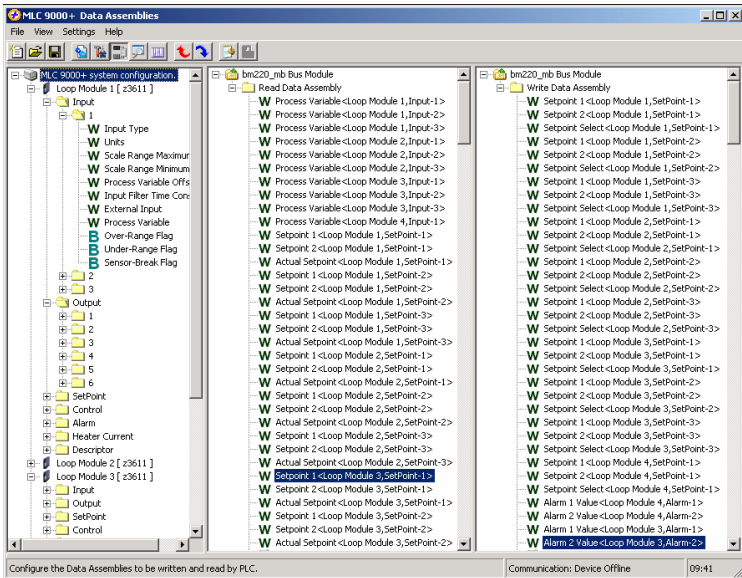 MLC 9000+ Data Assemblies
File View Settings Help
MLC 9000+ system configuration.
Loop Module 1 [ z3611 ]
Input
1
W Input Type
W Units
W Scale Range Maximur
W Scale Range Minimum
W Process Variable Offs
W Input Filter Time Con
W External Input
W Process Variable
B Over-Range Flag
B Under-Range Flag
B Sensor-Break Flag
2
3
Output
1
2
3
4
5
6
SetPoint
Control
Alarm
Heater Current
Descriptor
Loop Module 2 [ z3611 ]
Loop Module 3 [ z3611 ]
Input
Output
SetPoint
Control
bm220_mb Bus Module
Read Data Assembly
W Process Variable<Loop Module 1,Input-1>
W Process Variable<Loop Module 1,Input-2>
W Process Variable<Loop Module 1,Input-3>
W Process Variable<Loop Module 2,Input-1>
W Process Variable<Loop Module 2,Input-2>
W Process Variable<Loop Module 2,Input-3>
W Process Variable<Loop Module 3,Input-1>
W Process Variable<Loop Module 3,Input-2>
W Process Variable<Loop Module 3,Input-3>
W Process Variable<Loop Module 4,Input-1>
W Setpoint 1<Loop Module 1,SetPoint-1>
W Setpoint 2<Loop Module 1,SetPoint-1>
W Actual Setpoint<Loop Module 1,SetPoint-1>
W Setpoint 1<Loop Module 1,SetPoint-2>
W Setpoint 2<Loop Module 1,SetPoint-2>
W Actual Setpoint<Loop Module 1,SetPoint-2>
W Setpoint 1<Loop Module 1,SetPoint-3>
W Setpoint 2<Loop Module 1,SetPoint-3>
W Actual Setpoint<Loop Module 1,SetPoint-3>
W Setpoint 1<Loop Module 2,SetPoint-1>
W Setpoint 2<Loop Module 2,SetPoint-1>
W Actual Setpoint<Loop Module 2,SetPoint-1>
W Setpoint 1<Loop Module 2,SetPoint-2>
W Setpoint 2<Loop Module 2,SetPoint-2>
W Actual Setpoint<Loop Module 2,SetPoint-2>
W Setpoint 1<Loop Module 2,SetPoint-3>
W Setpoint 2<Loop Module 2,SetPoint-3>
W Actual Setpoint<Loop Module 2,SetPoint-3>
W Setpoint 1<Loop Module 3,SetPoint-1>
W Setpoint 2<Loop Module 3,SetPoint-1>
W Actual Setpoint<Loop Module 3,SetPoint-1>
W Setpoint 1<Loop Module 3,SetPoint-2>
W Setpoint 2<Loop Module 3,SetPoint-2>
W Actual Setpoint<Loop Module 3,SetPoint-2>
bm220_mb Bus Module
Write Data Assembly
W Setpoint 1<Loop Module 1,SetPoint-1>
W Setpoint 2<Loop Module 1,SetPoint-1>
W Setpoint Select<Loop Module 1,SetPoint-1>
W Setpoint 1<Loop Module 1,SetPoint-2>
W Setpoint 2<Loop Module 1,SetPoint-2>
W Setpoint Select<Loop Module 1,SetPoint-2>
W Setpoint 1<Loop Module 1,SetPoint-3>
W Setpoint 2<Loop Module 1,SetPoint-3>
W Setpoint Select<Loop Module 1,SetPoint-3>
W Setpoint 1<Loop Module 2,SetPoint-1>
W Setpoint 2<Loop Module 2,SetPoint-1>
W Setpoint Select<Loop Module 2,SetPoint-1>
W Setpoint 1<Loop Module 2,SetPoint-2>
W Setpoint 2<Loop Module 2,SetPoint-2>
W Setpoint Select<Loop Module 2,SetPoint-2>
W Setpoint 1<Loop Module 2,SetPoint-3>
W Setpoint 2<Loop Module 2,SetPoint-3>
W Setpoint Select<Loop Module 2,SetPoint-3>
W Setpoint 1<Loop Module 3,SetPoint-1>
W Setpoint 2<Loop Module 3,SetPoint-1>
W Setpoint Select<Loop Module 3,SetPoint-1>
W Setpoint 1<Loop Module 3,SetPoint-2>
W Setpoint 2<Loop Module 3,SetPoint-2>
W Setpoint Select<Loop Module 3,SetPoint-2>
W Setpoint 1<Loop Module 3,SetPoint-3>
W Setpoint 2<Loop Module 3,SetPoint-3>
W Setpoint Select<Loop Module 3,SetPoint-3>
W Setpoint 1<Loop Module 4,SetPoint-1>
W Setpoint 2<Loop Module 4,SetPoint-1>
W Setpoint Select<Loop Module 4,SetPoint-1>
W Alarm 1 Value<Loop Module 4,Alarm-1>
W Alarm 2 Value<Loop Module 4,Alarm-2>
W Alarm 1 Value<Loop Module 3,Alarm-1>
W Alarm 2 Value<Loop Module 3,Alarm-2>
Configure the Data Assemblies to be written and read by PLC.
Communication: Device Offline
09:41